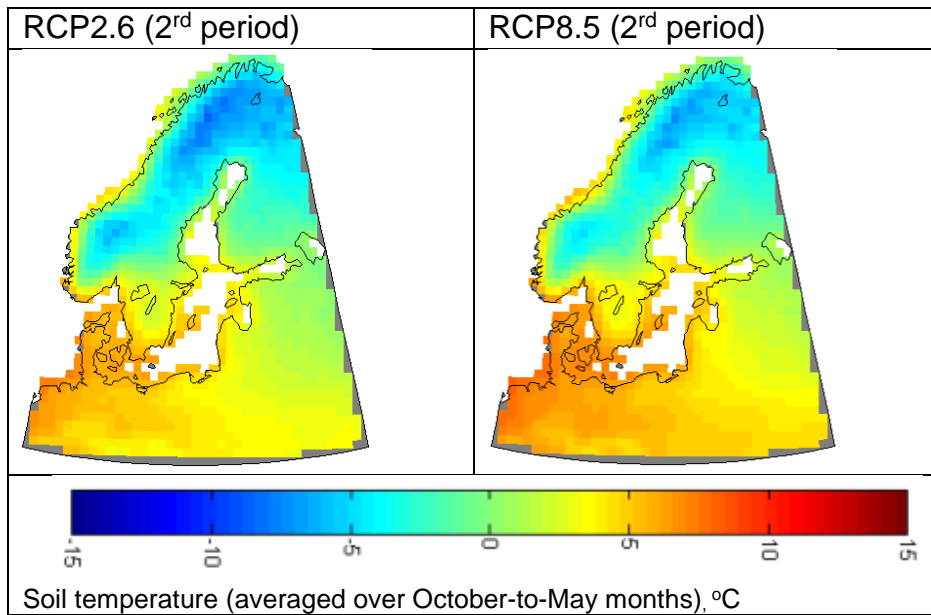 RCP2.6 (2rd period)
RCP8.5 (2rd period)
-15 -10 -5 0 5 10 15
Soil temperature (averaged over October-to-May months), oC